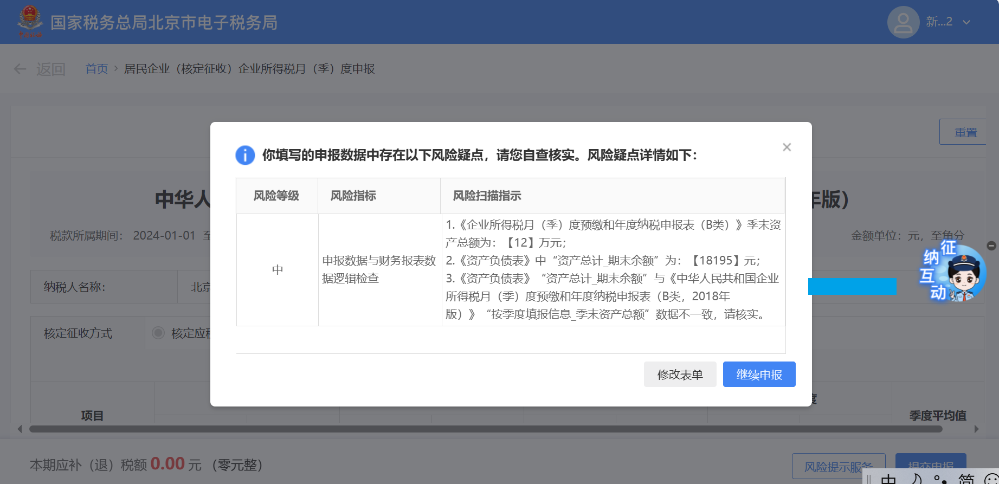 国家税务总局北京市电子税务局
新...2
返回
首页 > 居民企业（核定征收）企业所得税月（季）度申报
重置
你填写的申报数据中存在以下风险疑点，请您自查核实。风险疑点详情如下：
风险等级
风险指标
风险扫描指示
中
申报数据与财务报表数
据逻辑检查
1.《企业所得税月（季）度预缴和年度纳税申报表（B类）》季末资
产总额为：【12】万元；
2.《资产负债表》中“资产总计_期末余额”为：【18195】元；
3.《资产负债表》“资产总计_期末余额”与《中华人民共和国企业
所得税月（季）度预缴和年度纳税申报表（B类，2018年
版）》“按季度填报信息_季末资产总额”数据不一致，请核实。
修改表单
继续申报
中华人
年版）
税款所属期间： 2024-01-01 至
金额单位：元，至角分
征
纳
互
动
纳税人名称：
北京
核定征收方式
核定应税
度
项目
季度平均值
本期应补（退）税额 0.00 元 （零元整）
风险提示服务
提交申报
中
简